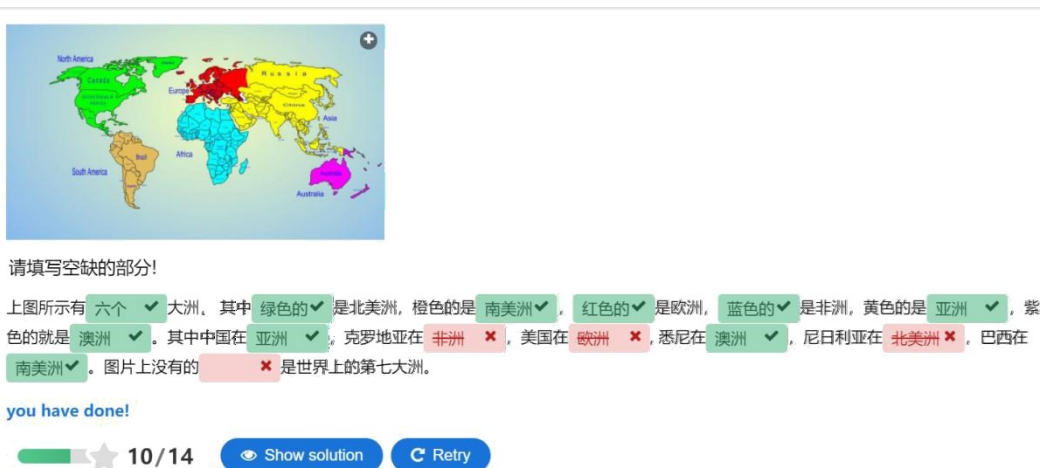 North America
Canada
Europe
Russia
China
Asia
Africa
Brazil
South America
Australia
Australia
请填写空缺的部分!
上图所示有 六个 ✔ 大洲, 其中 绿色的✔ 是北美洲, 橙色的是 南美洲✔ , 红色的✔ 是欧洲, 蓝色的✔ 是非洲, 黄色的是 亚洲 ✔ , 紫
色的就是 澳洲 ✔ 。其中中国在 亚洲 ✔ , 克罗地亚在 非洲 ✖ , 美国在 欧洲 ✖ , 悉尼在 澳洲 ✔ , 尼日利亚在 北美洲 ✖ , 巴西在
南美洲✔ 。图片上没有的 ✖ 是世界上的第七大洲。
you have done!
10/14 Show solution Retry